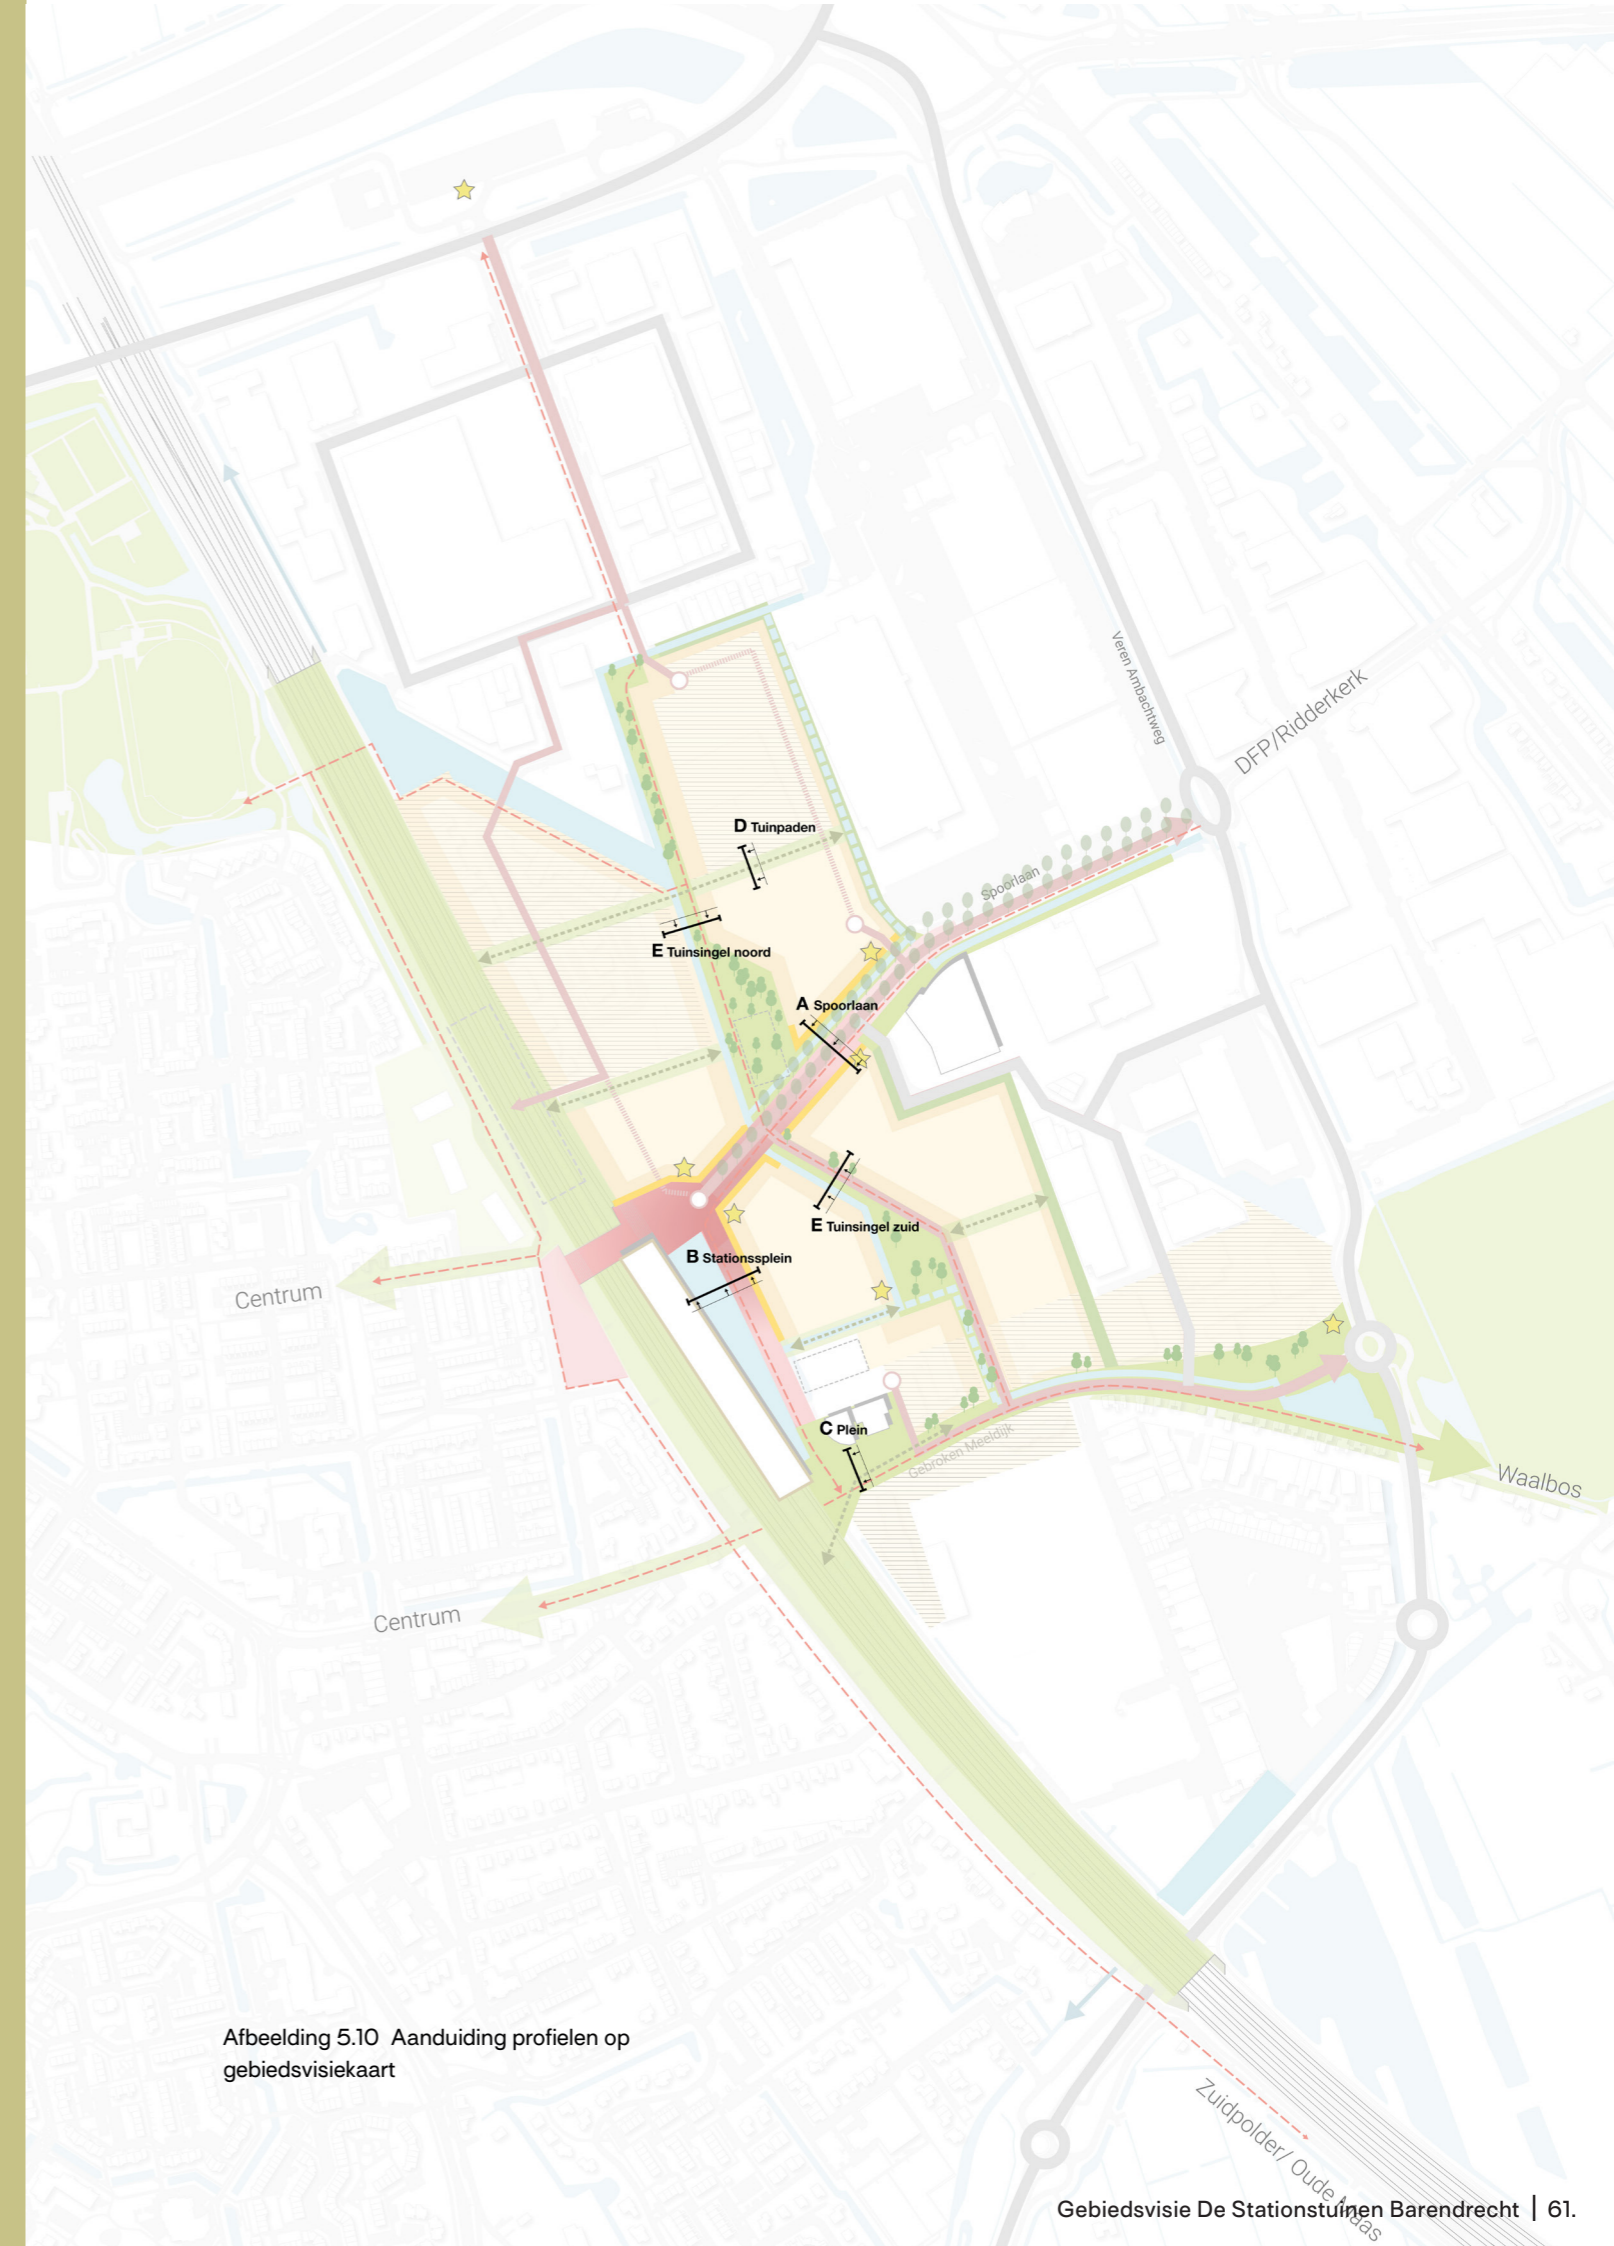 Veren Ambachtweg
DFP/Ridderkerk
D Tuinpaden
Spoorlaan
E Tuinsingel noord
A Spoorlaan
E Tuinsingel zuid
B Stationsplein
Centrum
C Plein
Gebroken Meeldijk
Waalbos
Centrum
Afbeelding 5.10 Aanduiding profielen op
gebiedsvisiekaart
Zuidpolder/ Oude Maas
Gebiedsvisie De Stationstuinen Barendrecht | 61.